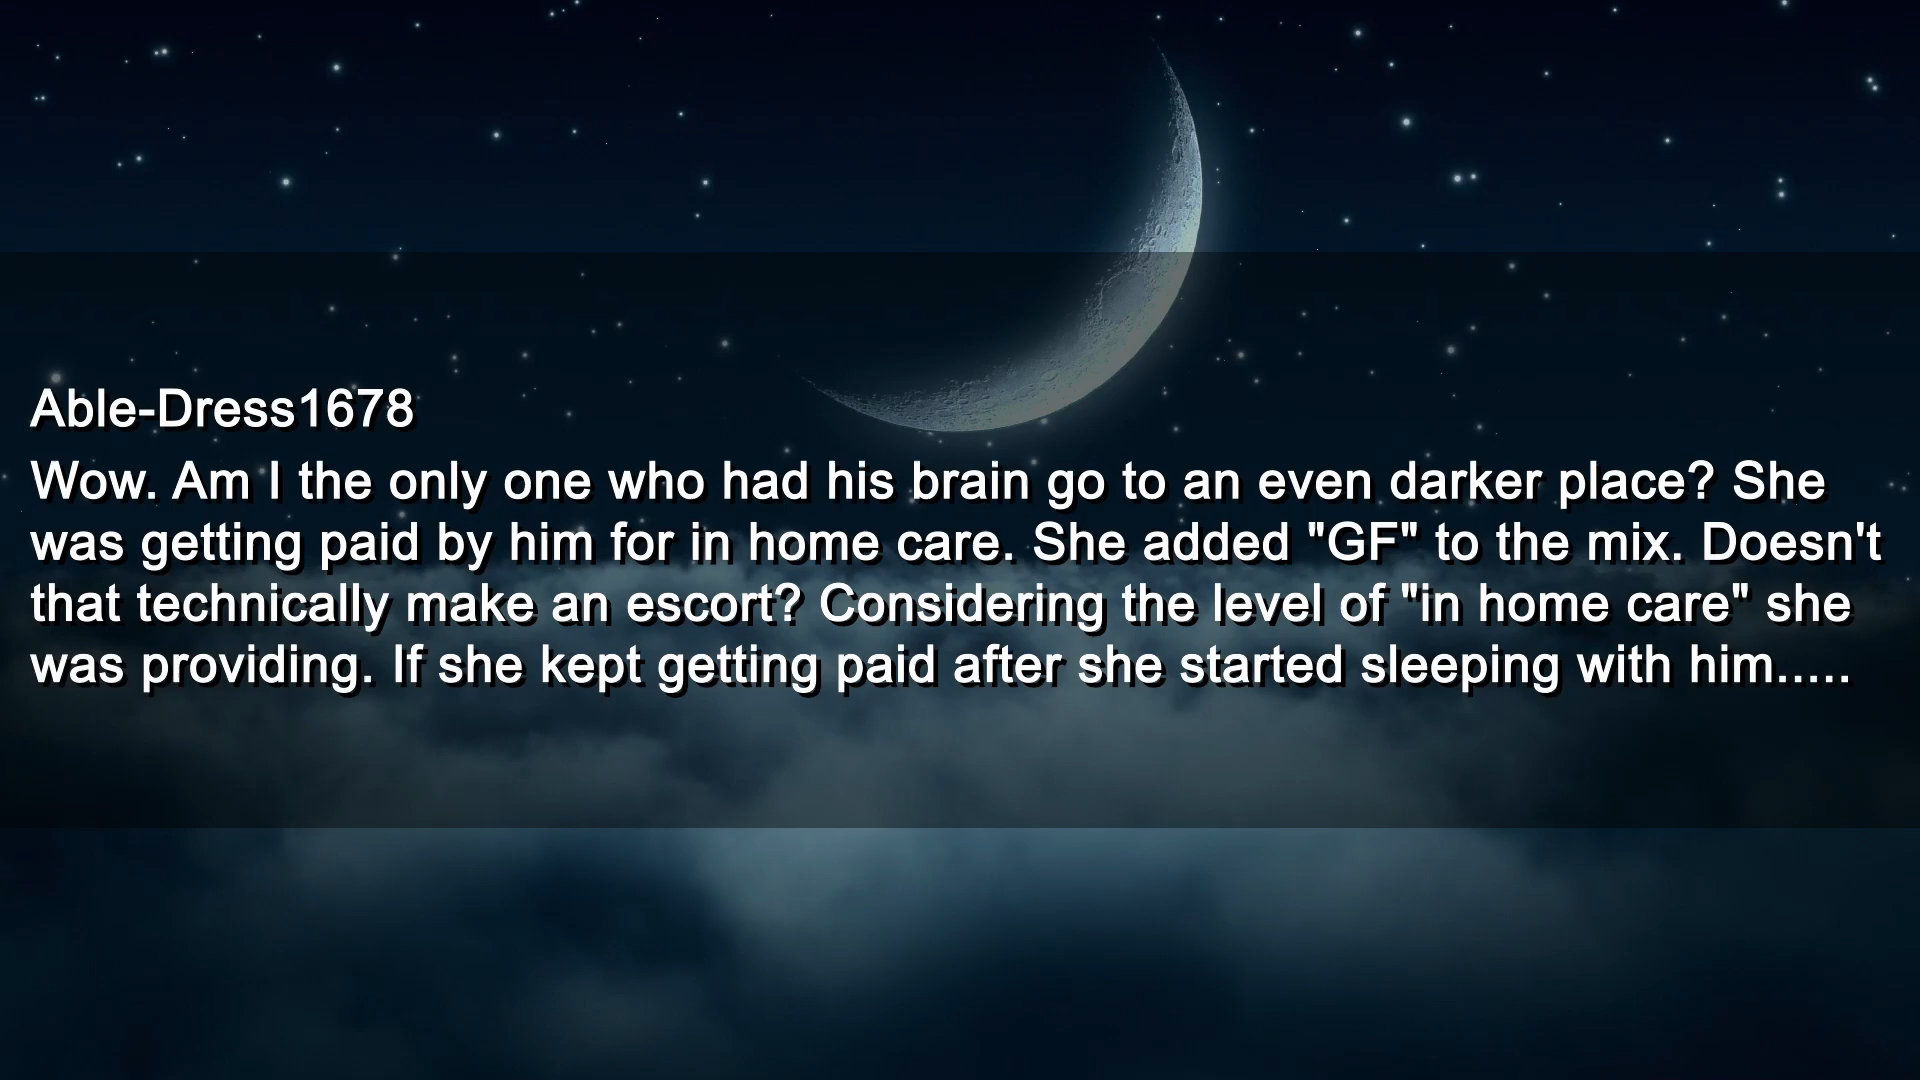 Able-Dress1678
Wow. Am I the only one who had his brain go to an even darker place? She
was getting paid by him for in home care. She added "GF" to the mix. Doesn't
that technically make an escort? Considering the level of "in home care" she
was providing. If she kept getting paid after she started sleeping with him.....